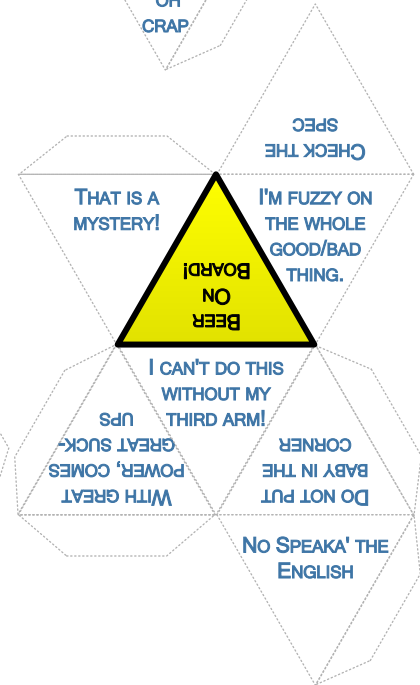 OH
CRAP
CHECK THE
SPEC
THAT IS A
MYSTERY!
I'M FUZZY ON
THE WHOLE
GOOD/BAD
THING.
BEER
ON
BOARD!
I CAN'T DO THIS
WITHOUT MY
THIRD ARM!
WITH GREAT
POWER, COMES
GREAT SUCK-
UPS
DO NOT PUT
BABY IN THE
CORNER
NO SPEAKA' THE
ENGLISH